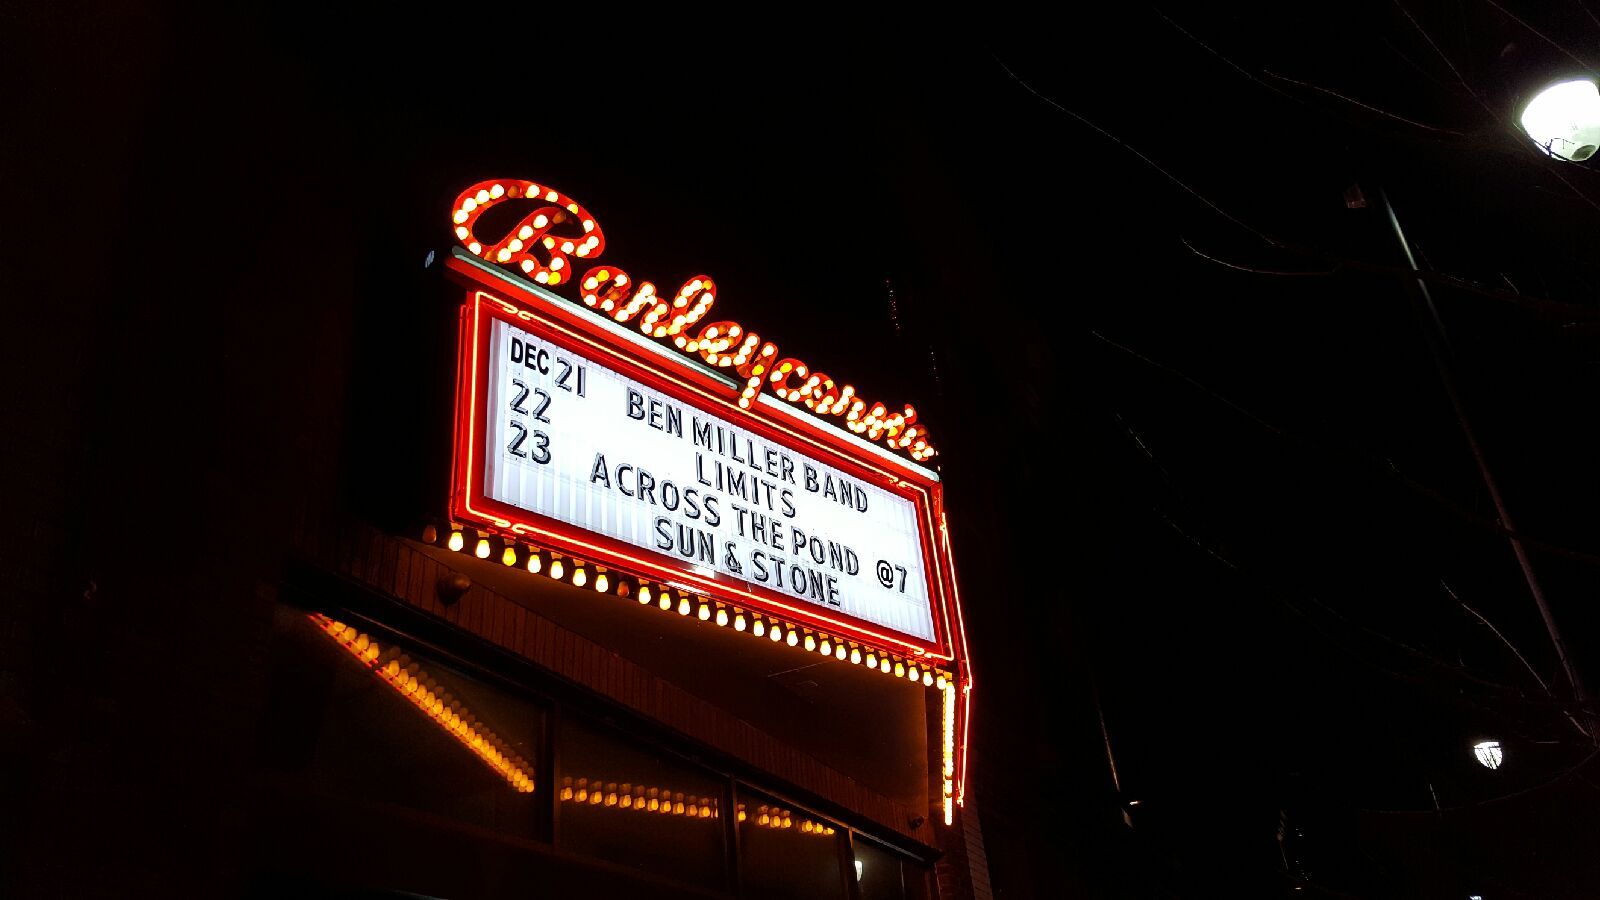 Barleycorn's
DEC 21 BEN MILLER BAND
22 LIMITS
23 ACROSS THE POND @7
SUN & STONE